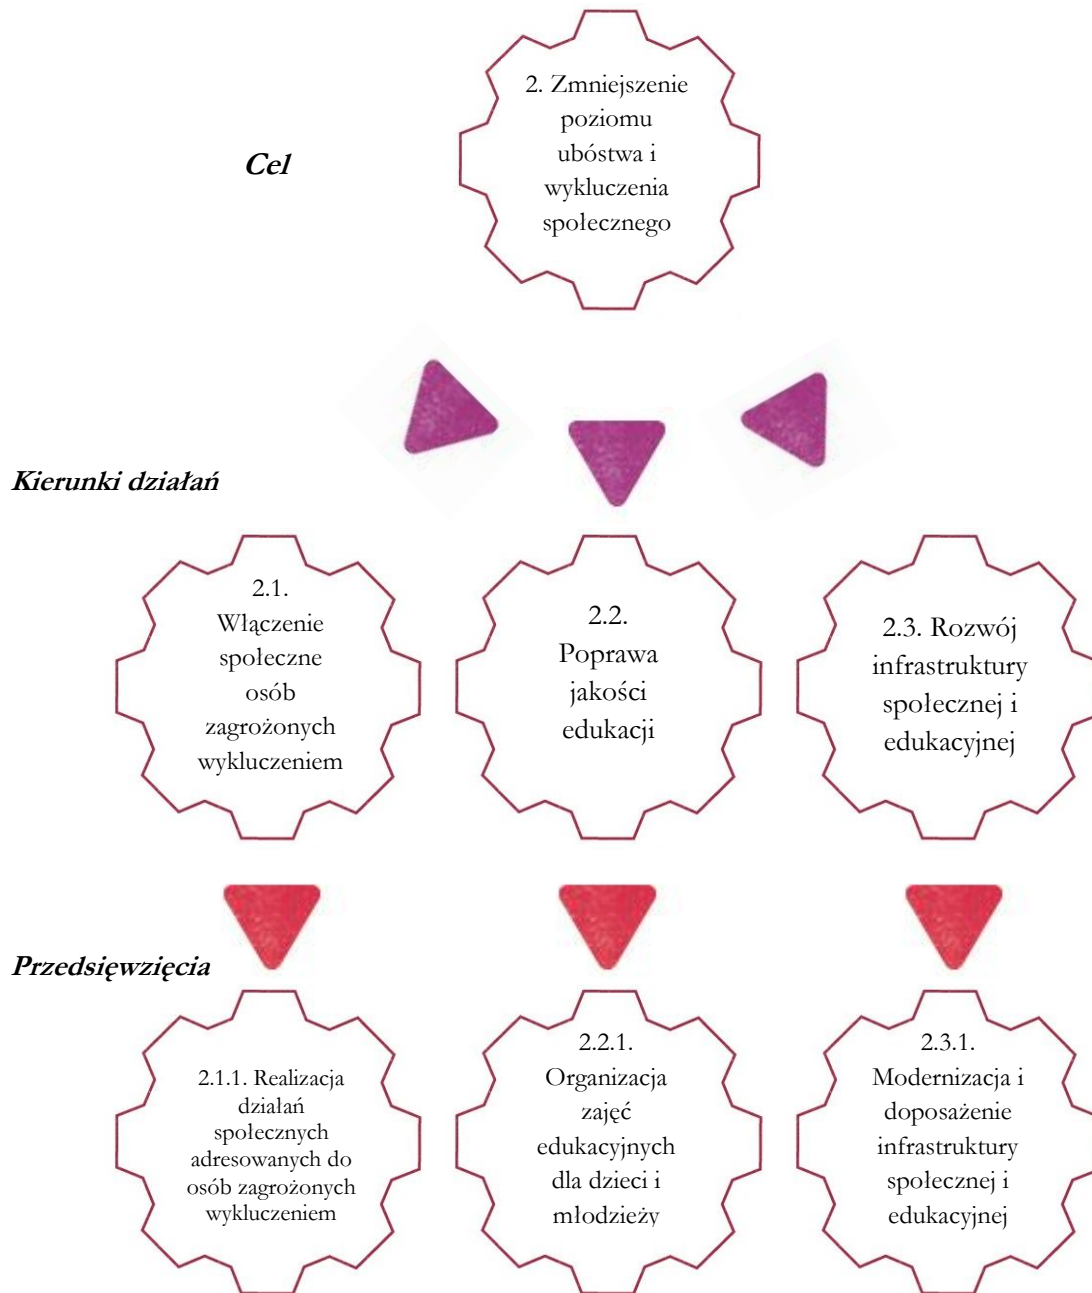 Cel
2. Zmniejszenie
poziomu
ubóstwa i
wykluczenia
społecznego
Kierunki działań
2.1.
Włączenie
społeczne
osób
zagrożonych
wykluczeniem
2.2.
Poprawa
jakości
edukacji
2.3. Rozwój
infrastruktury
społecznej i
edukacyjnej
Przedsięwzięcia
2.1.1. Realizacja
działań
społecznych
adresowanych do
osób zagrożonych
wykluczeniem
2.2.1.
Organizacja
zajęć
edukacyjnych
dla dzieci i
młodzieży
2.3.1.
Modernizacja i
doposażenie
infrastruktury
społecznej i
edukacyjnej